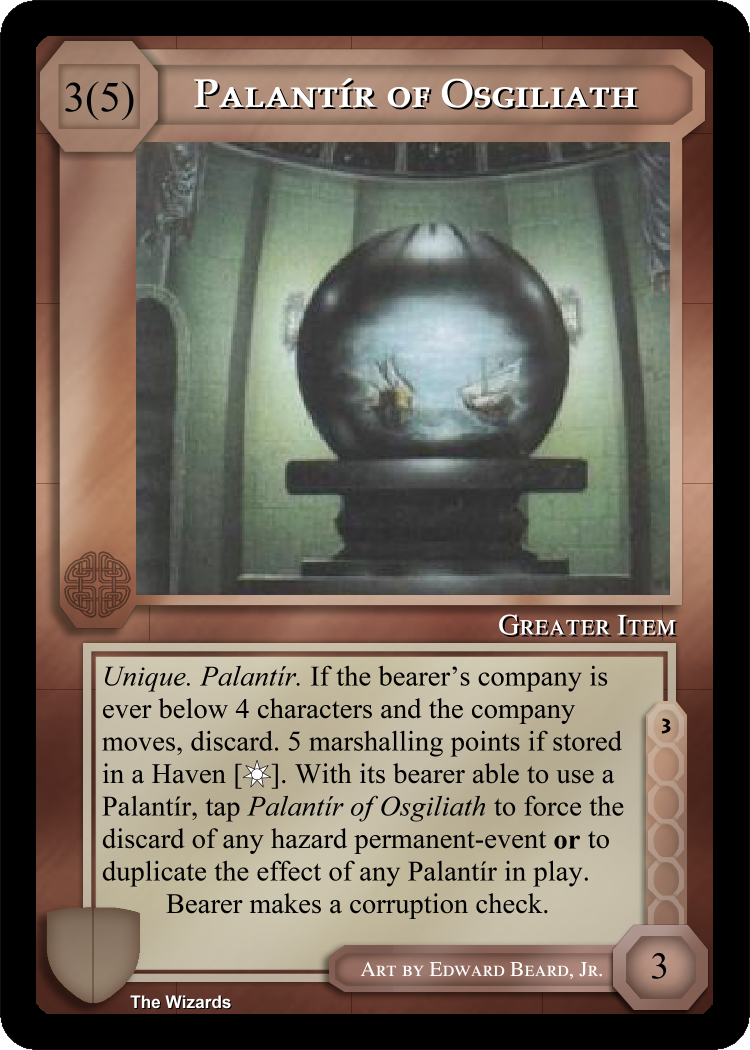 3(5)
Palantír of Osgiliath
Greater Item
Unique. Palantír. If the bearer’s company is
ever below 4 characters and the company
moves, discard. 5 marshalling points if stored
in a Haven [☼]. With its bearer able to use a
Palantír, tap Palantír of Osgiliath to force the
discard of any hazard permanent-event or to
duplicate the effect of any Palantír in play.
Bearer makes a corruption check.
3
Art by Edward Beard, Jr.
3
The Wizards